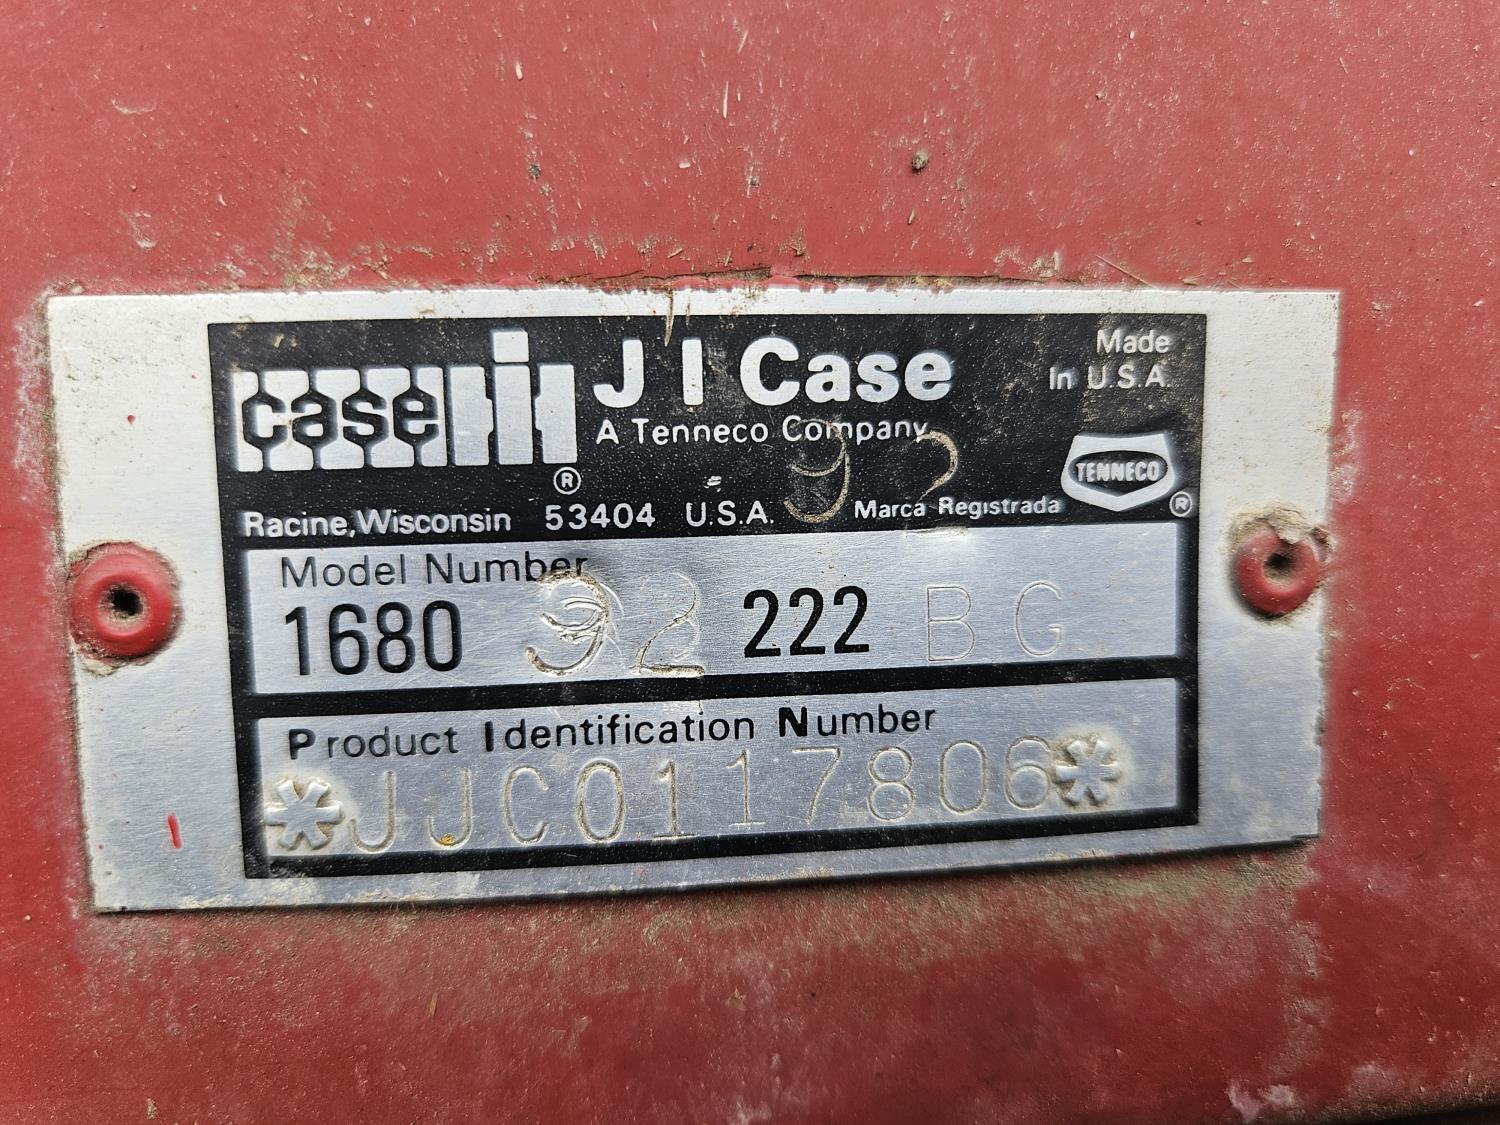 case IH ®
J I Case
A Tenneco Company
Made
In U.S.A.
92
TENNECO ®
Racine, Wisconsin 53404 U.S.A. Marca Registrada
Model Number
1680 92 222 BG
Product Identification Number
*JJC0117806*